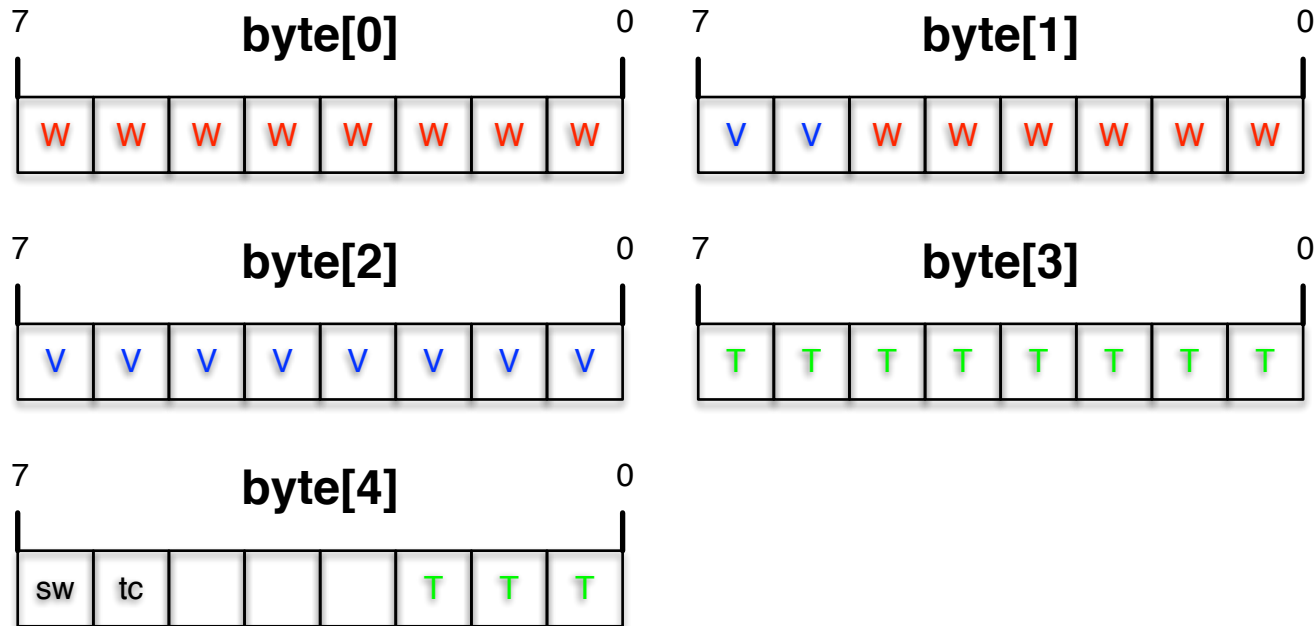 7 byte[0] 0
W W W W W W W W
7 byte[1] 0
V V W W W W W W
7 byte[2] 0
V V V V V V V V
7 byte[3] 0
T T T T T T T T
7 byte[4] 0
sw tc T T T